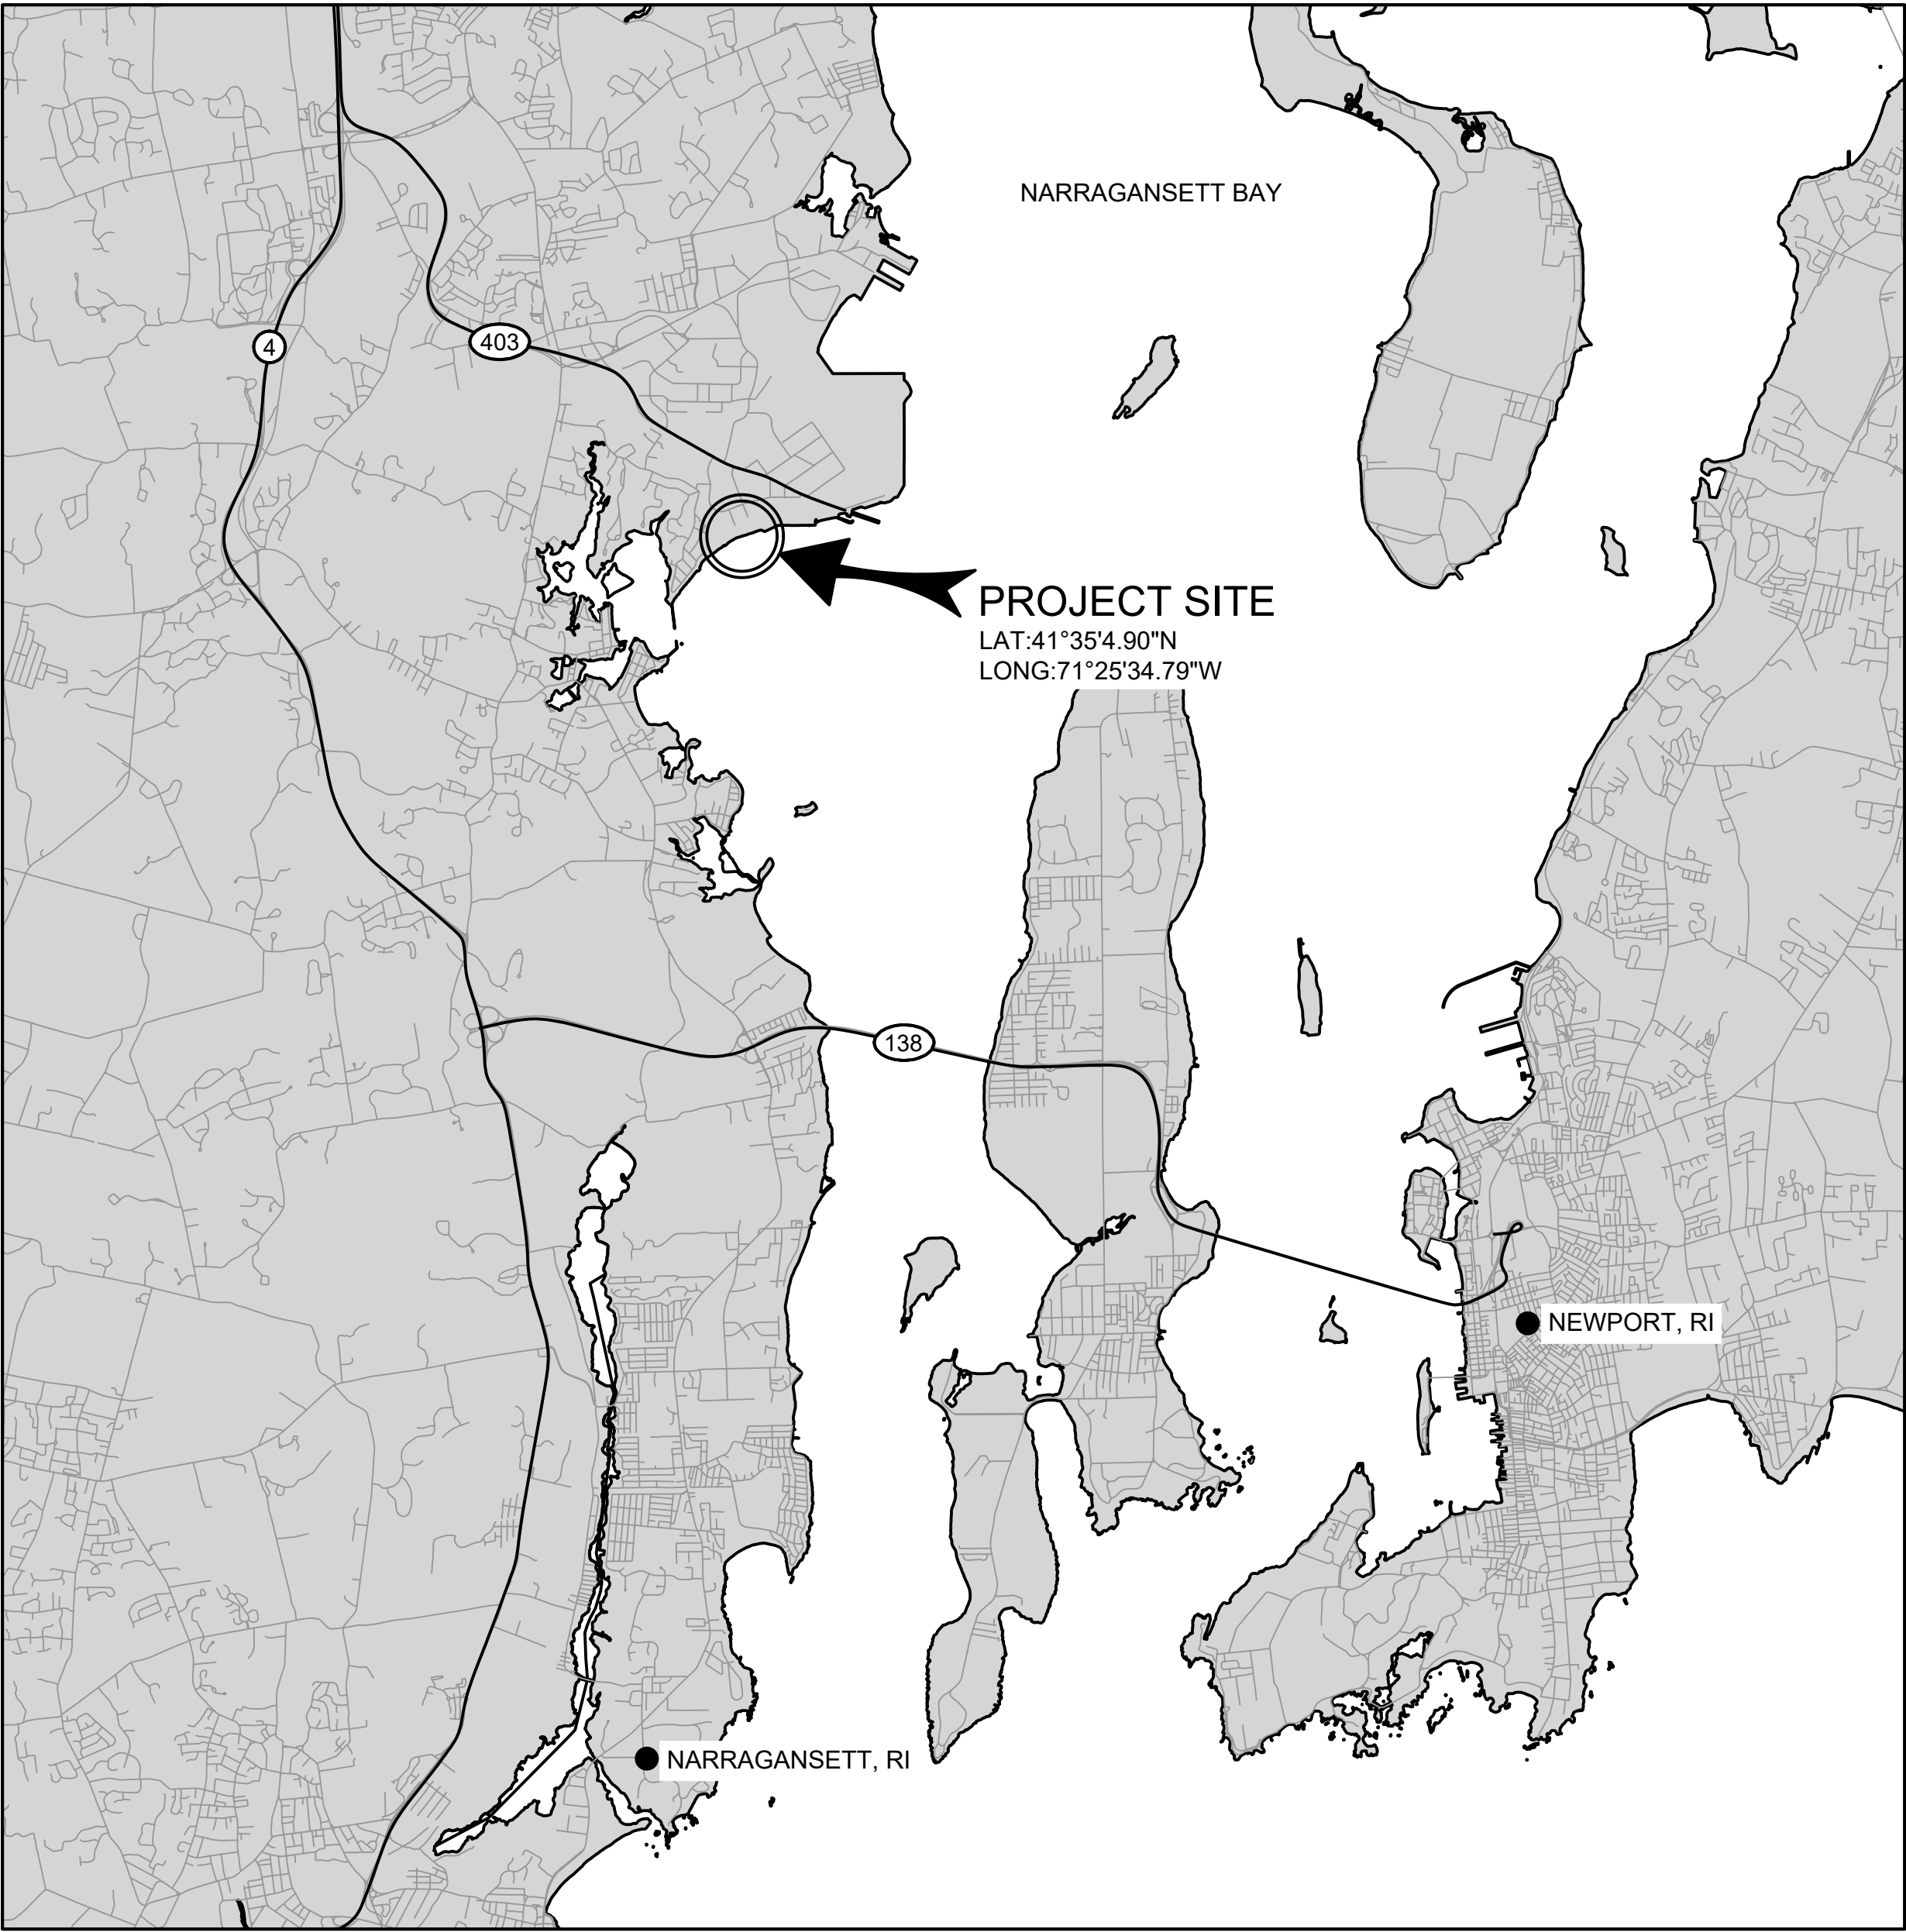 NARRAGANSETT BAY
403
4
PROJECT SITE
LAT:41°35'4.90"N
LONG:71°25'34.79"W
138
NEWPORT, RI
NARRAGANSETT, RI